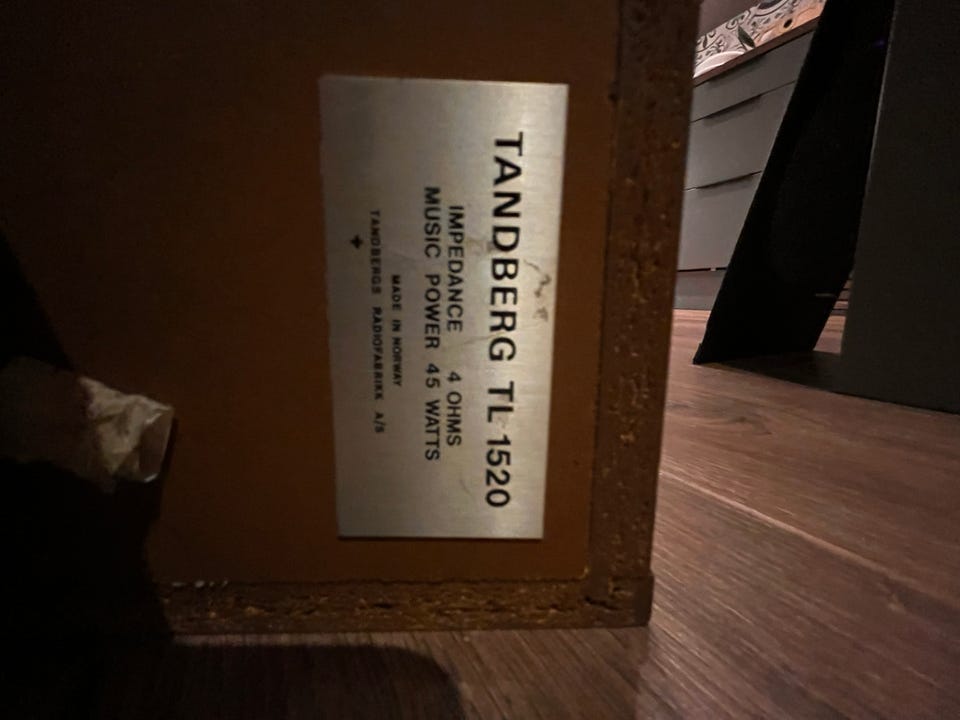 TANDBERG TL 1520
IMPEDANCE 4 OHMS
MUSIC POWER 45 WATTS
MADE IN NORWAY
TANDBERGS RADIOFABRIKK A/S